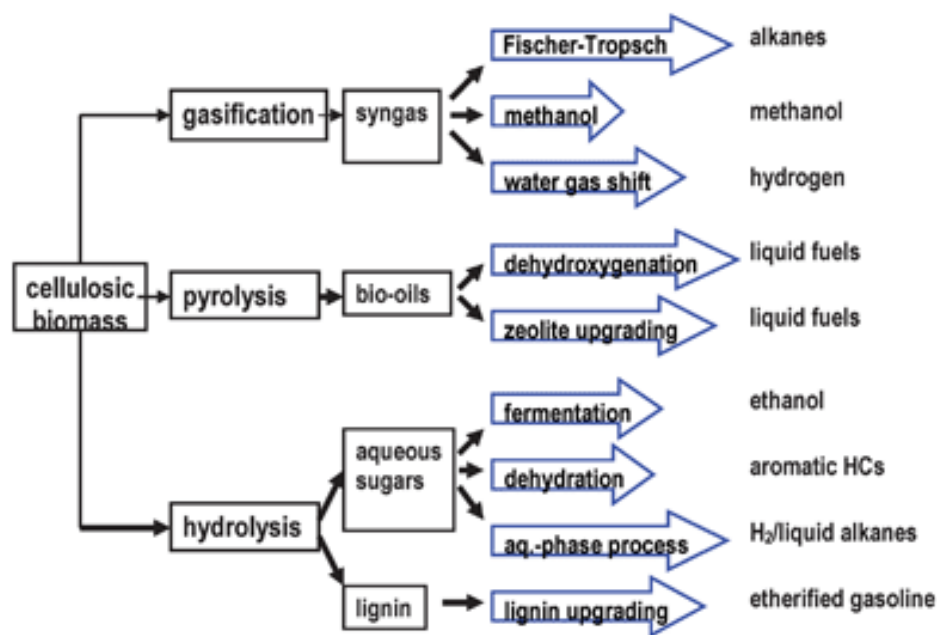 Fischer-Tropsch
alkanes
gasification
syngas
methanol
methanol
water gas shift
hydrogen
cellulosic
biomass
pyrolysis
bio-oils
dehydroxygenation
liquid fuels
zeolite upgrading
liquid fuels
hydrolysis
aqueous
sugars
fermentation
ethanol
dehydration
aromatic HCs
aq.-phase process
H₂/liquid alkanes
lignin
lignin upgrading
etherified gasoline